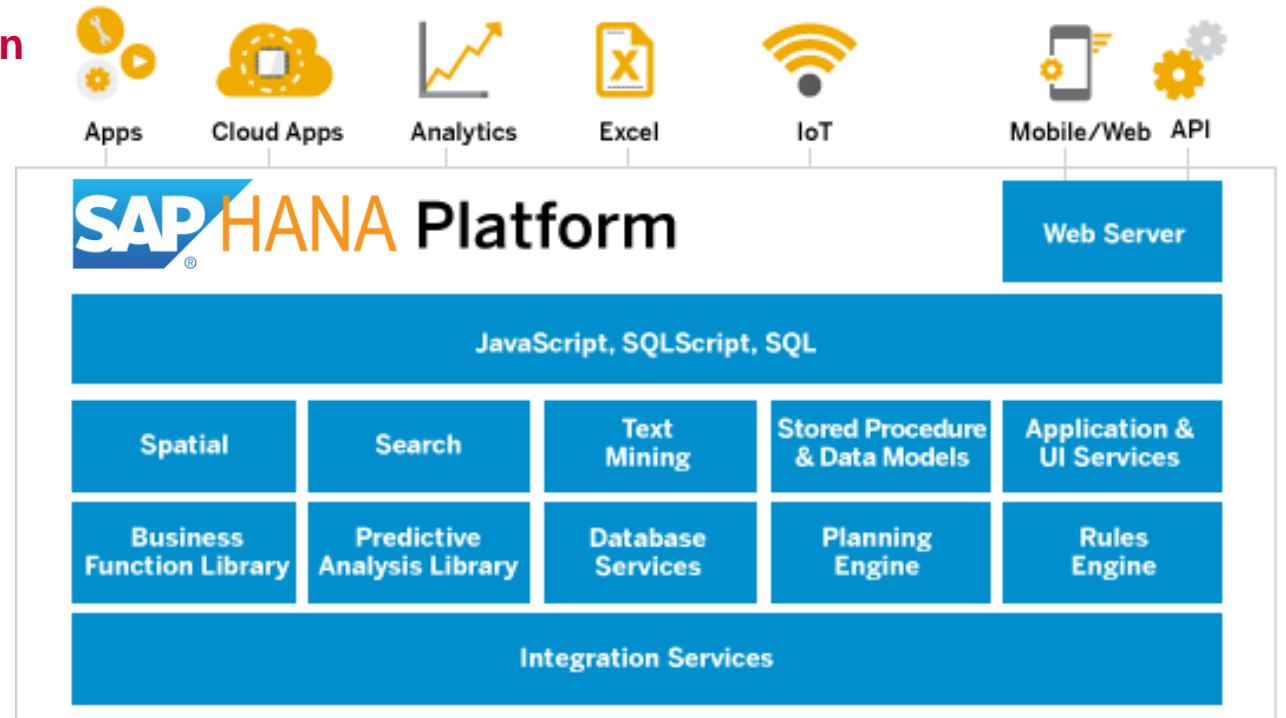 n
Apps
Cloud Apps
Analytics
Excel
IoT
Mobile/Web
API
SAP HANA Platform
®
Web Server
JavaScript, SQLScript, SQL
Spatial
Search
Text
Mining
Stored Procedure
& Data Models
Application &
UI Services
Business
Function Library
Predictive
Analysis Library
Database
Services
Planning
Engine
Rules
Engine
Integration Services